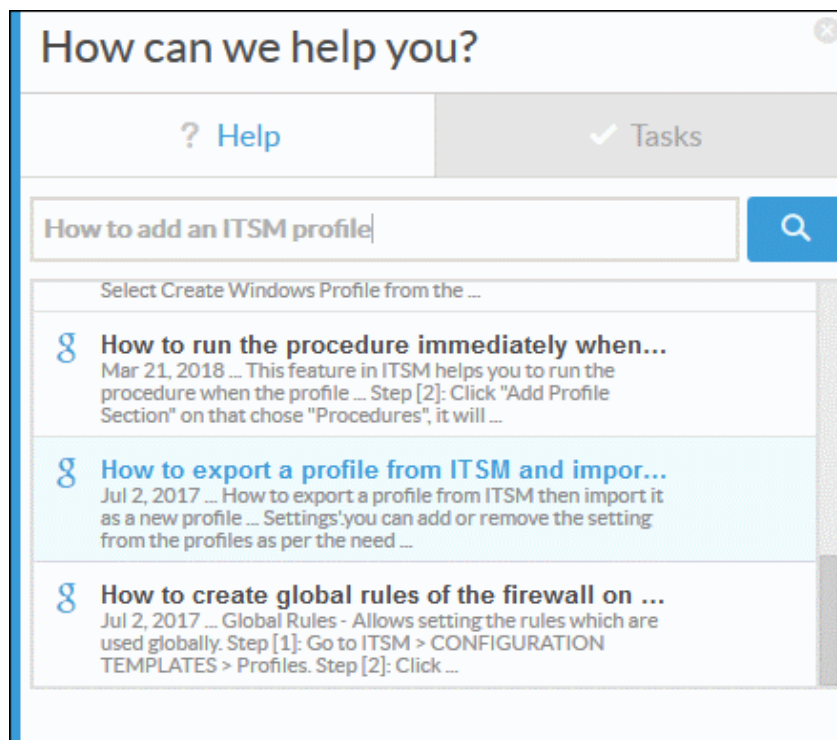 How can we help you?
? Help
Tasks
How to add an ITSM profile
Select Create Windows Profile from the ...
g How to run the procedure immediately when...
Mar 21, 2018 ... This feature in ITSM helps you to run the
procedure when the profile ... Step [2]: Click "Add Profile
Section" on that chose "Procedures", it will ...
g How to export a profile from ITSM and impor...
Jul 2, 2017 ... How to export a profile from ITSM then import it
as a new profile ... Settings'.you can add or remove the setting
from the profiles as per the need ...
g How to create global rules of the firewall on ...
Jul 2, 2017 ... Global Rules - Allows setting the rules which are
used globally. Step [1]: Go to ITSM > CONFIGURATION
TEMPLATES > Profiles. Step [2]: Click ...